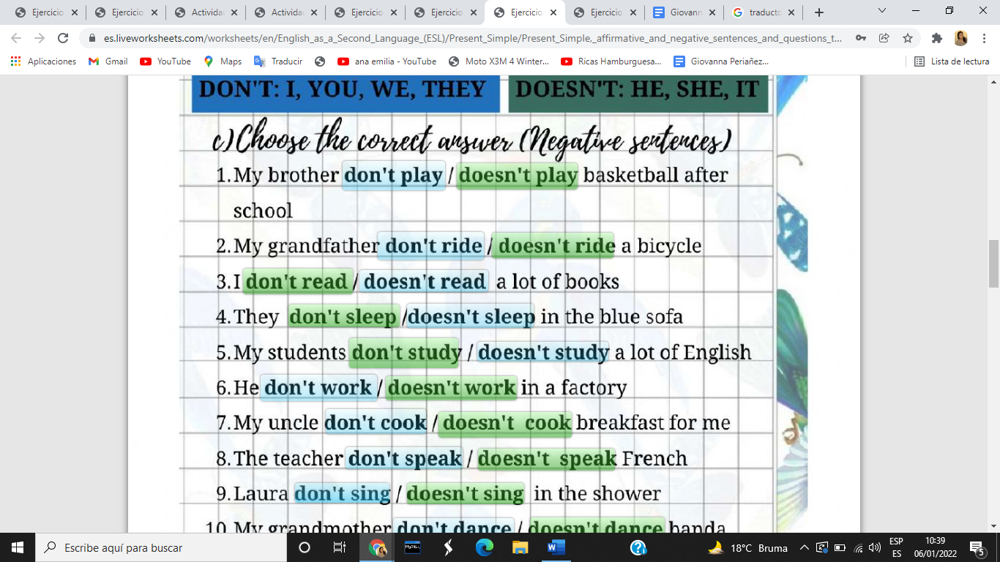 Ejercicio
Ejercicio
Activida
Activida
Ejercicio
Ejercicio
Ejercicio
Ejercicio
Giovann
traducto
es.liveworksheets.com/worksheets/en/English_as_a_Second_Language_(ESL)/Present_Simple/Present_Simple,_affirmative_and_negative_sentences_and_questions_t...
Aplicaciones Gmail YouTube Maps Traducir ana emilia - YouTube Moto X3M 4 Winter... Ricas Hamburguesa... Giovanna Periañez... Lista de lectura
DON'T: I, YOU, WE, THEY DOESN'T: HE, SHE, IT
c)Choose the correct answer (Negative sentences)
1. My brother don't play / doesn't play basketball after
school
2. My grandfather don't ride / doesn't ride a bicycle
3. I don't read / doesn't read a lot of books
4. They don't sleep /doesn't sleep in the blue sofa
5. My students don't study / doesn't study a lot of English
6. He don't work / doesn't work in a factory
7. My uncle don't cook / doesn't cook breakfast for me
8. The teacher don't speak / doesn't speak French
9. Laura don't sing / doesn't sing in the shower
10. My grandmother don't dance / doesn't dance banda
Escribe aquí para buscar
MySQL
18°C Bruma
ESP
ES
10:39
06/01/2022
5